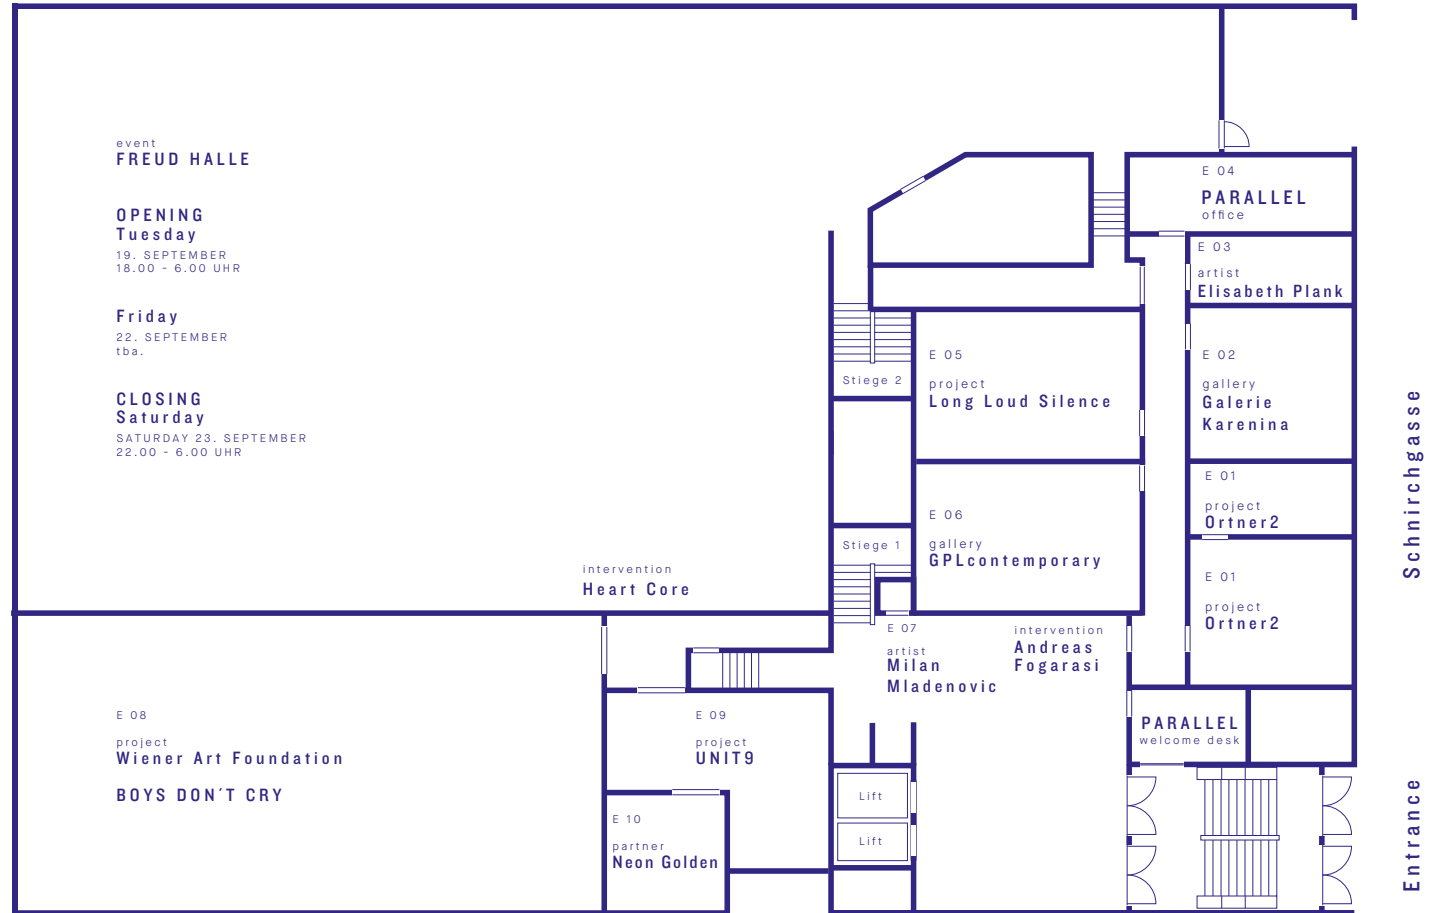 event
FREUD HALLE
OPENING
Tuesday
19. SEPTEMBER
18.00 - 6.00 UHR
Friday
22. SEPTEMBER
tba.
CLOSING
Saturday
SATURDAY 23. SEPTEMBER
22.00 - 6.00 UHR
intervention
Heart Core
E 04
PARALLEL
office
E 03
artist
Elisabeth Plank
E 02
gallery
Galerie
Karenina
E 01
project
Ortner2
E 01
project
Ortner2
E 05
project
Long Loud Silence
Stiege 2
E 06
gallery
GPLcontemporary
Stiege 1
E 07
artist
Milan
Mladenovic
intervention
Andreas
Fogarasi
PARALLEL
welcome desk
E 08
project
Wiener Art Foundation
BOYS DON´T CRY
E 09
project
UNIT9
E 10
partner
Neon Golden
Lift
Lift
Schnirchgasse
Entrance